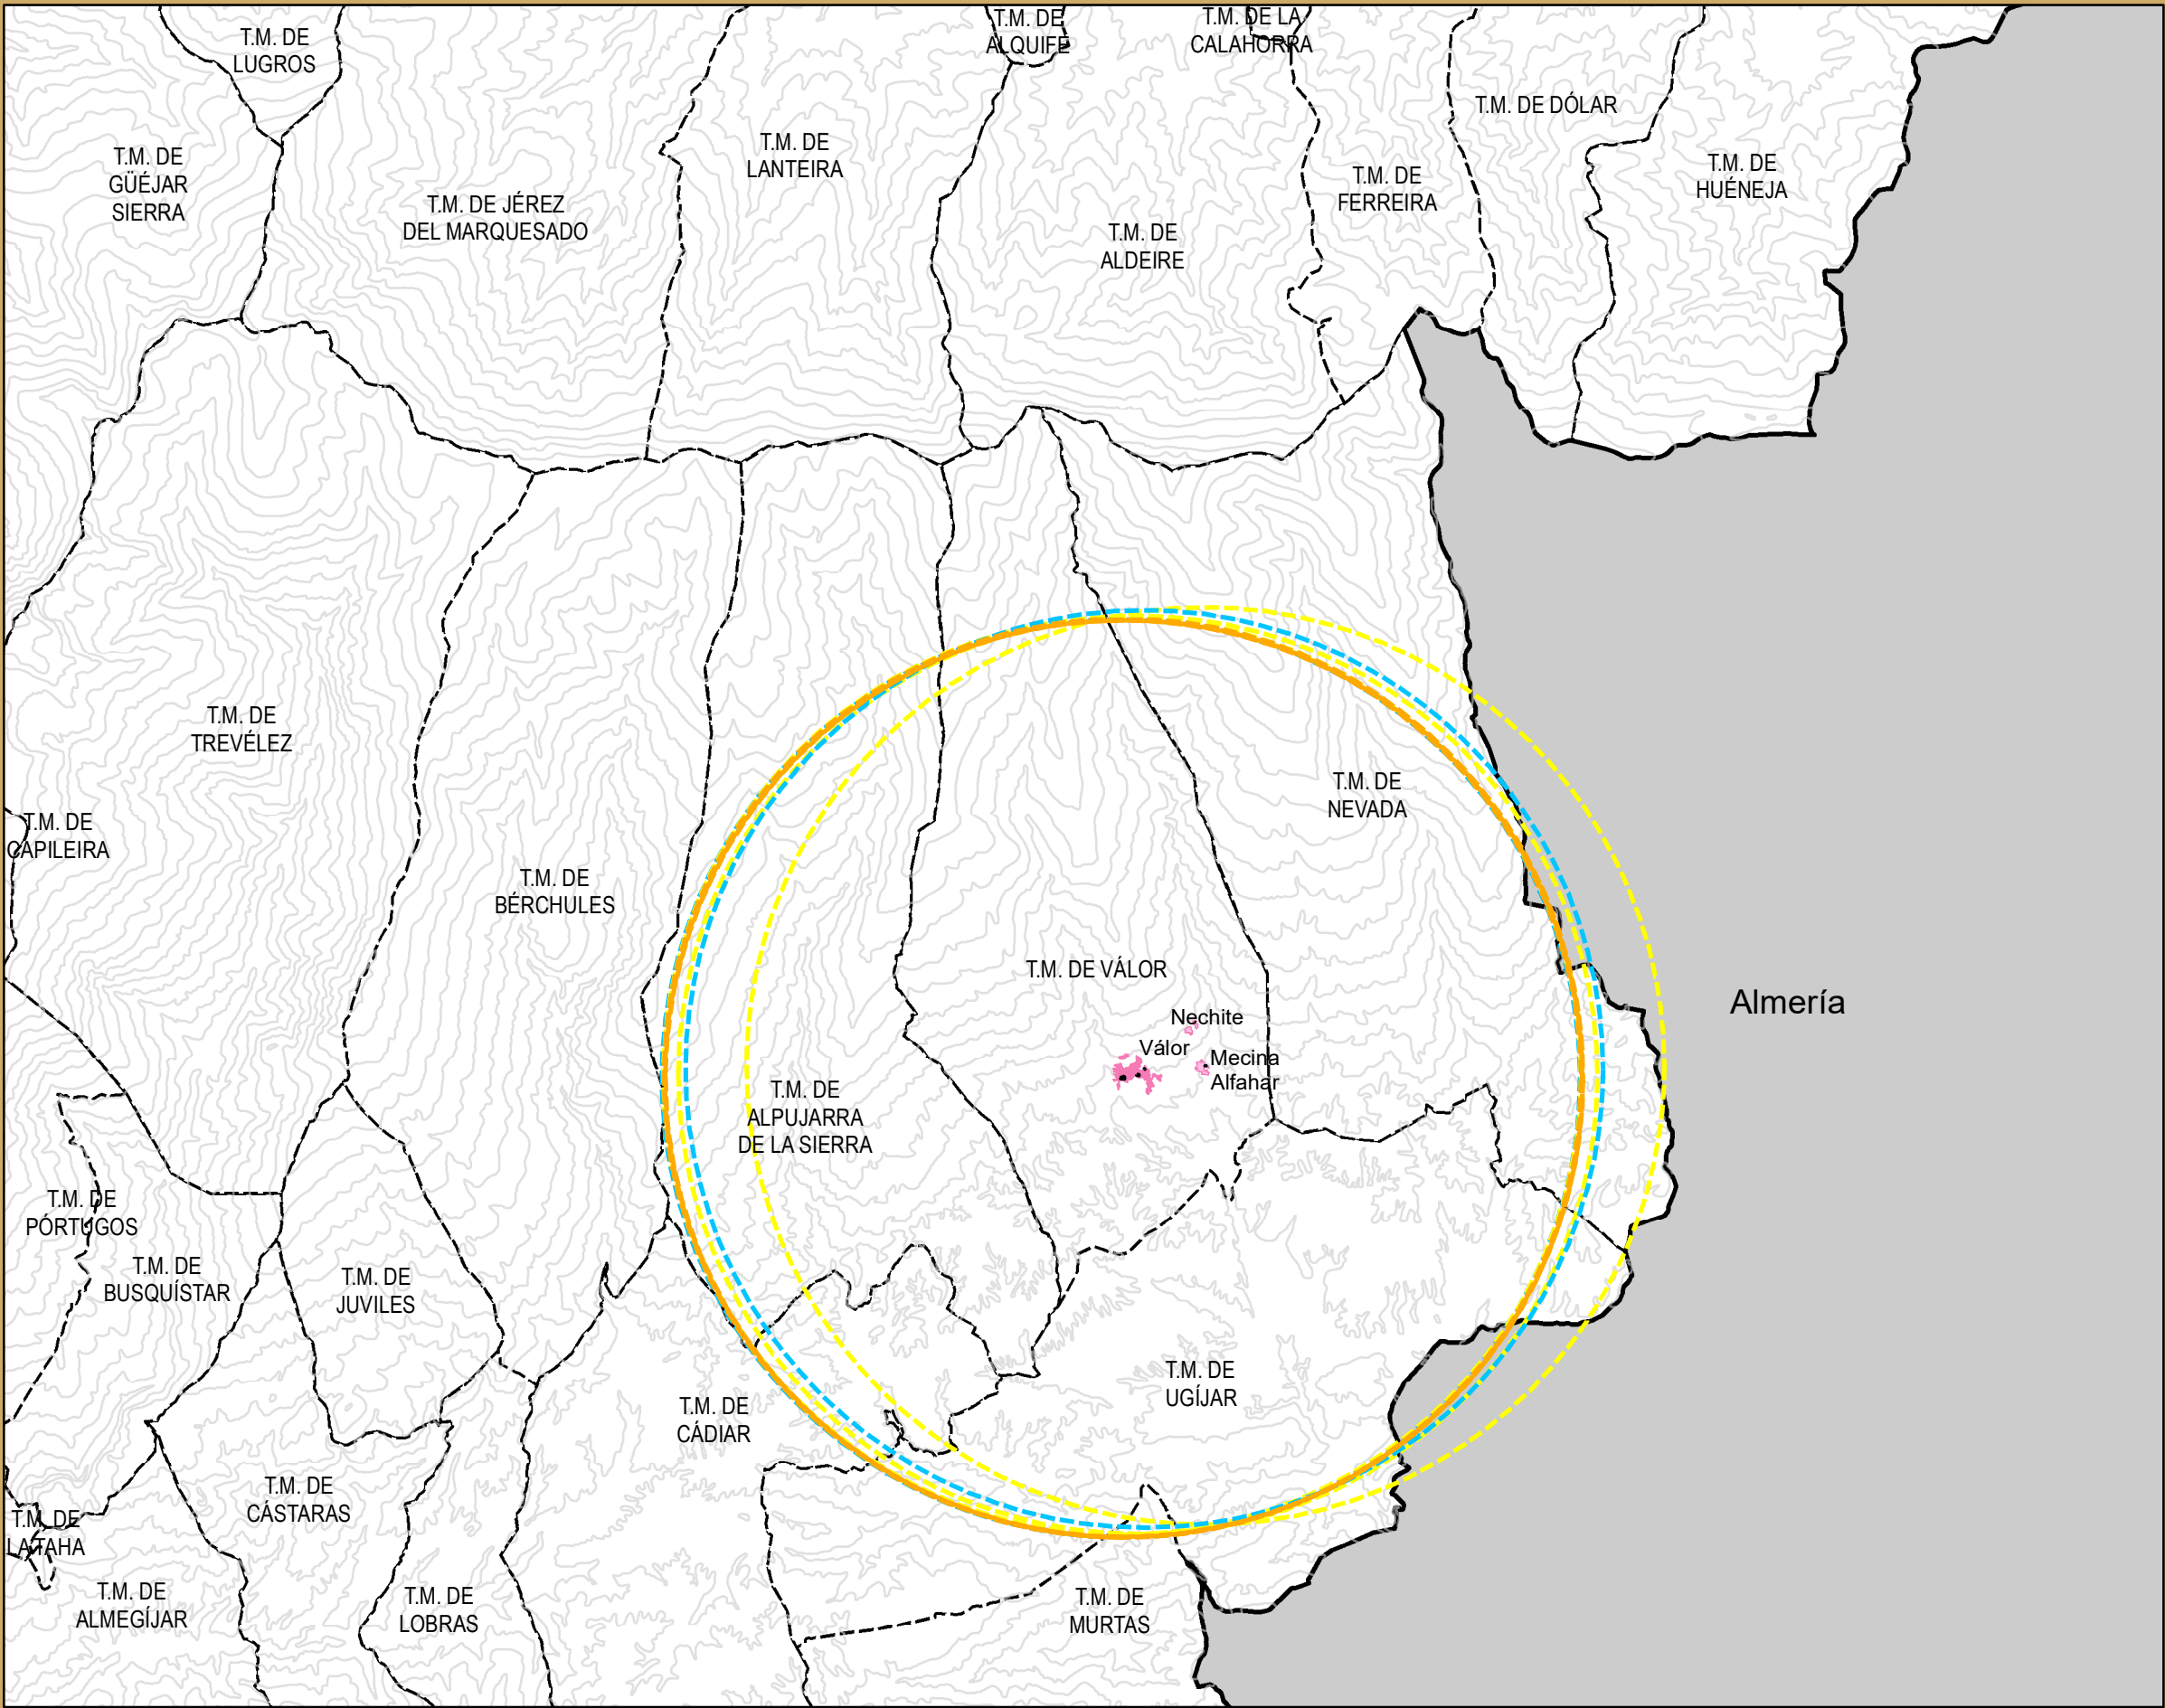 T.M. DE
LUGROS
T.M. DE
ALQUIFE
T.M. DE LA
CALAHORRA
T.M. DE DÓLAR
T.M. DE
GÜÉJAR
SIERRA
T.M. DE JÉREZ
DEL MARQUESADO
T.M. DE
LANTEIRA
T.M. DE
ALDEIRE
T.M. DE
FERREIRA
T.M. DE
HUÉNEJA
T.M. DE
TREVÉLEZ
T.M. DE
NEVADA
T.M. DE
CAPILEIRA
T.M. DE
BÉRCHULES
T.M. DE VÁLOR
Almería
Nechite
Válor
Mecina
Alfahar
T.M. DE
ALPUJARRA
DE LA SIERRA
T.M. DE
PÓRTUGOS
T.M. DE
BUSQUÍSTAR
T.M. DE
JUVILES
T.M. DE
CÁDIAR
T.M. DE
UGÍJAR
T.M. DE
CÁSTARAS
T.M. DE
LA TAHA
T.M. DE
ALMEGÍJAR
T.M. DE
LOBRAS
T.M. DE
MURTAS